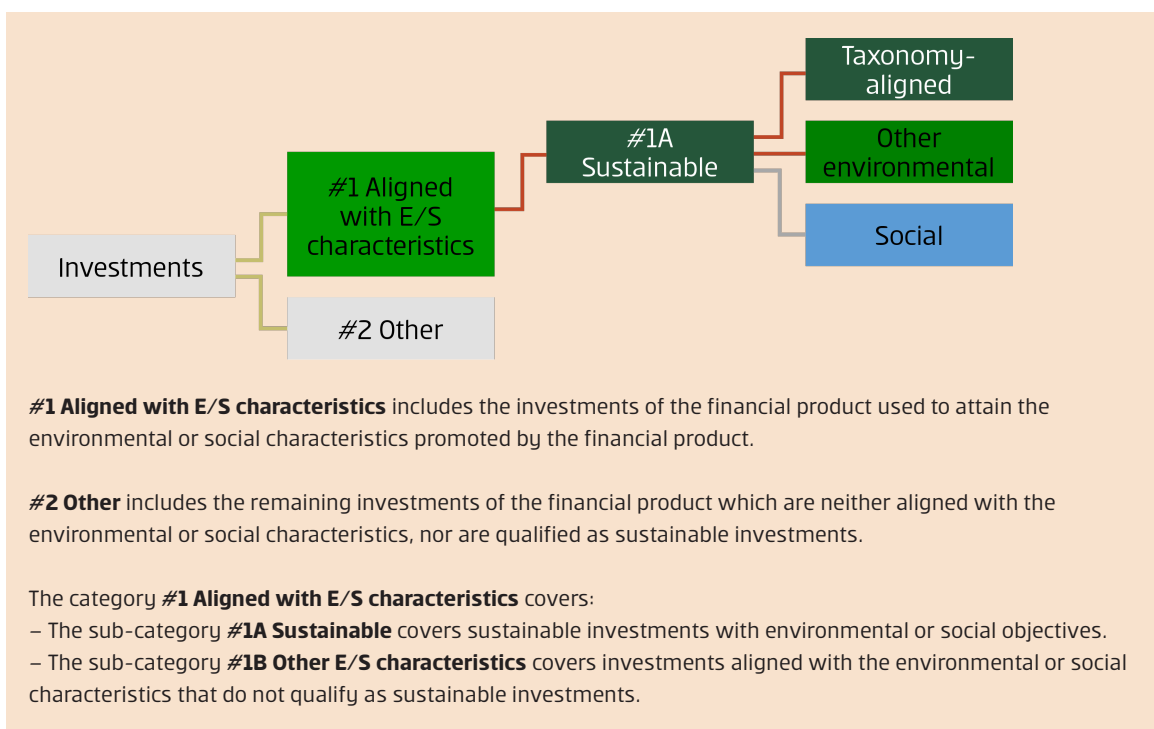 Taxonomy-
aligned
#1A
Sustainable
Other
environmental
#1 Aligned
with E/S
characteristics
Social
Investments
#2 Other
#1 Aligned with E/S characteristics includes the investments of the financial product used to attain the
environmental or social characteristics promoted by the financial product.
#2 Other includes the remaining investments of the financial product which are neither aligned with the
environmental or social characteristics, nor are qualified as sustainable investments.
The category #1 Aligned with E/S characteristics covers:
– The sub-category #1A Sustainable covers sustainable investments with environmental or social objectives.
– The sub-category #1B Other E/S characteristics covers investments aligned with the environmental or social
characteristics that do not qualify as sustainable investments.